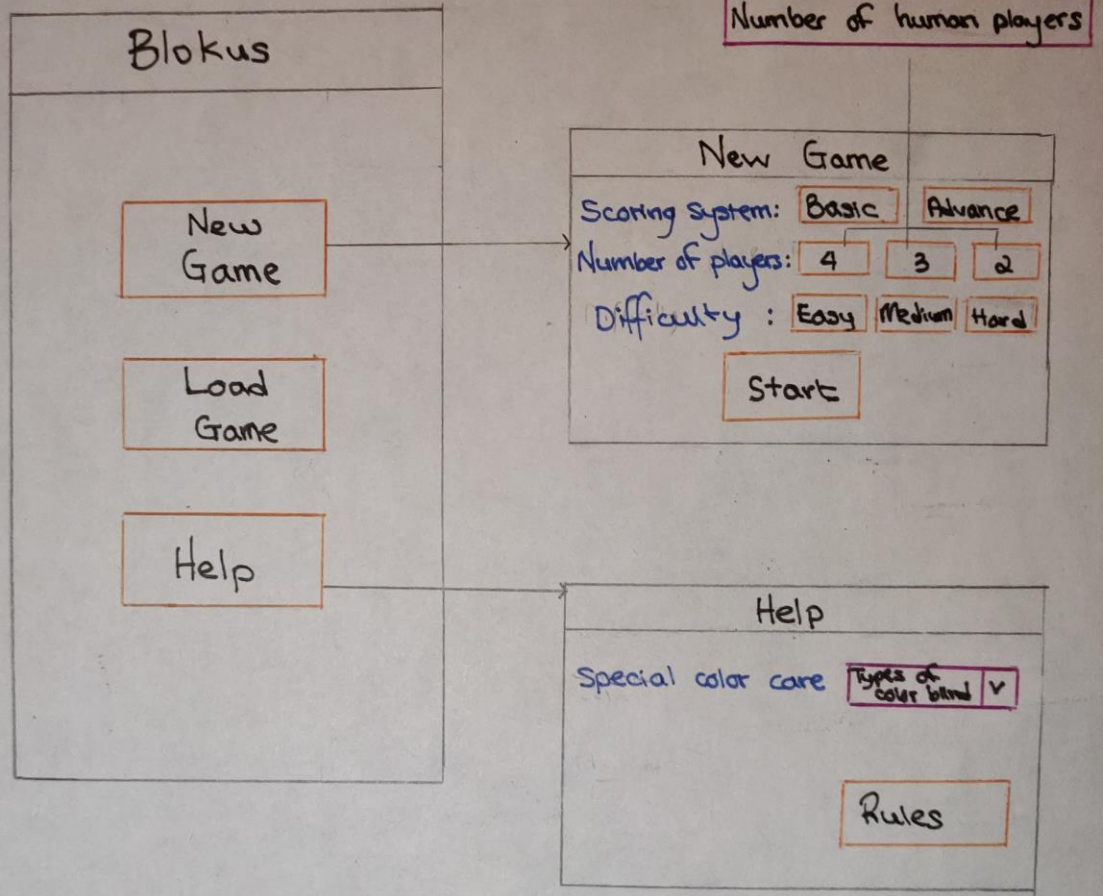 Blokus
New
Game
Load
Game
Help
Number of human players
New Game
Scoring system: Basic Advance
Number of players: 4 3 2
Difficulty : Easy Medium Hard
Start
Help
Special color care Types of
color blind v
Rules